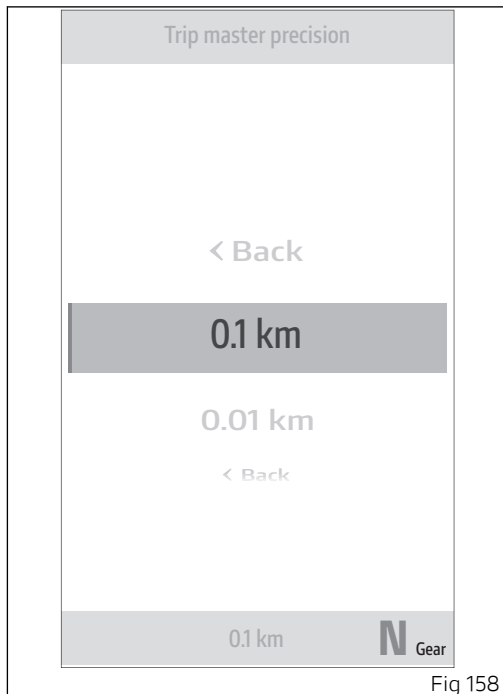 Trip master precision
< Back
0.1 km
0.01 km
< Back
0.1 km N Gear
Fig 158